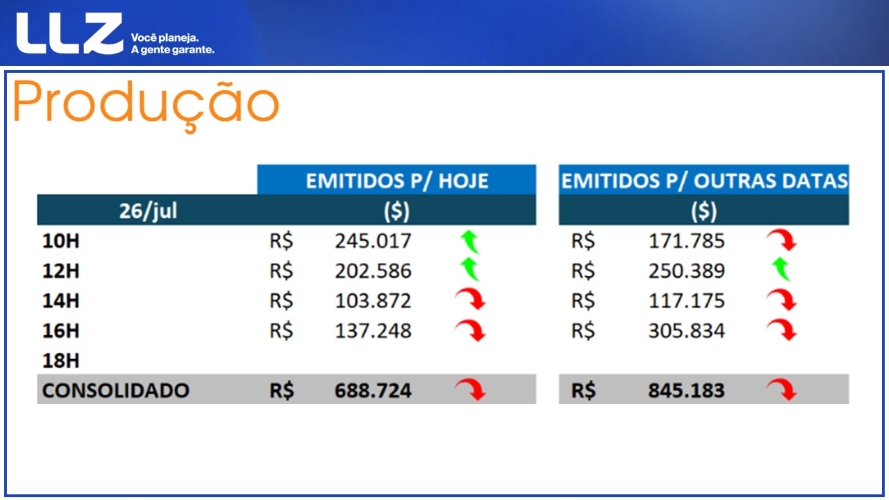 LLZ
Você planeja.
A gente garante.
Produção
EMITIDOS P/ HOJE EMITIDOS P/ OUTRAS DATAS
26/jul ($) ($)
10H R$ 245.017 R$ 171.785
12H R$ 202.586 R$ 250.389
14H R$ 103.872 R$ 117.175
16H R$ 137.248 R$ 305.834
18H
CONSOLIDADO R$ 688.724 R$ 845.183